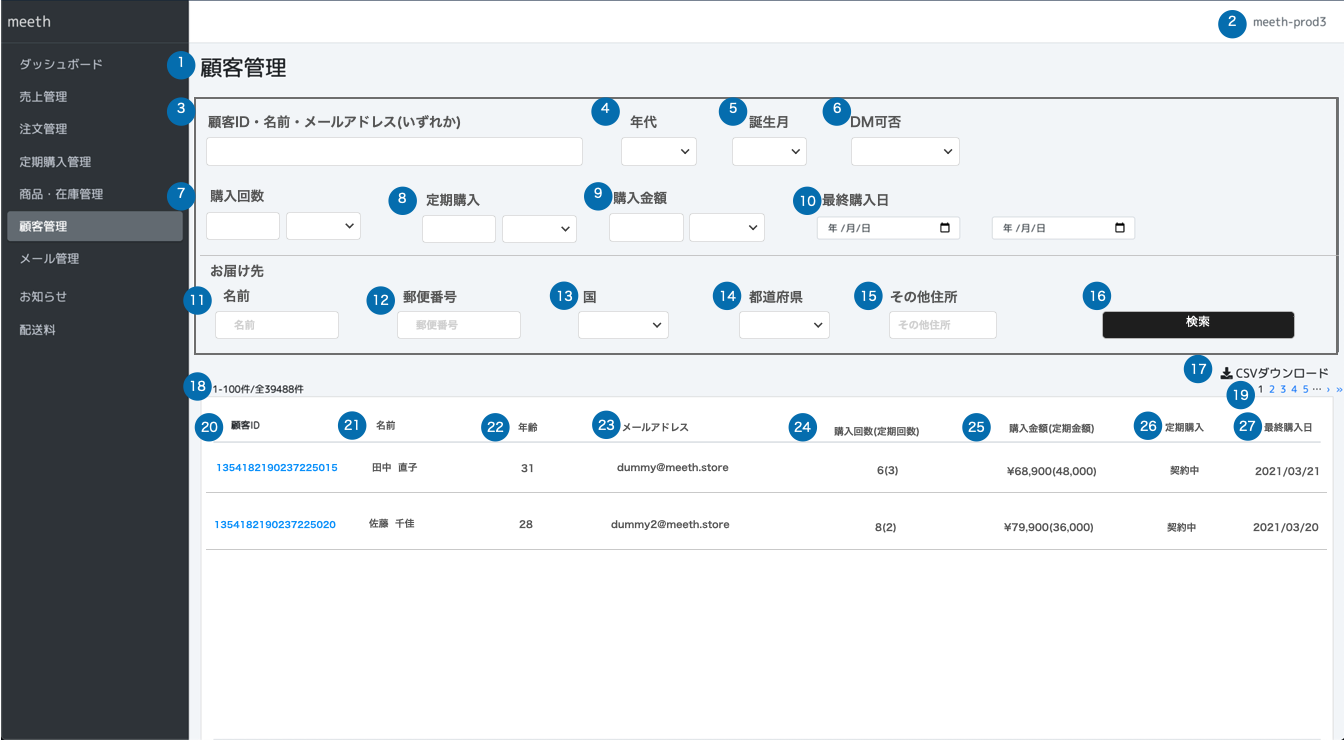 meeth
2 meeth-prod3
ダッシュボード
売上管理
注文管理
定期購入管理
商品・在庫管理
顧客管理
メール管理
お知らせ
配送料
1 顧客管理
3 顧客ID・名前・メールアドレス(いずれか) 4 年代 5 誕生月 6 DM可否
7 購入回数 8 定期購入 9 購入金額 10 最終購入日
年 /月/日 年 /月/日
お届け先
11 名前 12 郵便番号 13 国 14 都道府県 15 その他住所 16
名前 郵便番号 その他住所 検索
17 CSVダウンロード
18 1-100件/全39488件 19 1 2 3 4 5 … › »
20 顧客ID 21 名前 22 年齢 23 メールアドレス 24 購入回数(定期回数) 25 購入金額(定期金額) 26 定期購入 27 最終購入日
1354182190237225015 田中 直子 31 dummy@meeth.store 6(3) ¥68,900(48,000) 契約中 2021/03/21
1354182190237225020 佐藤 千佳 28 dummy2@meeth.store 8(2) ¥79,900(36,000) 契約中 2021/03/20